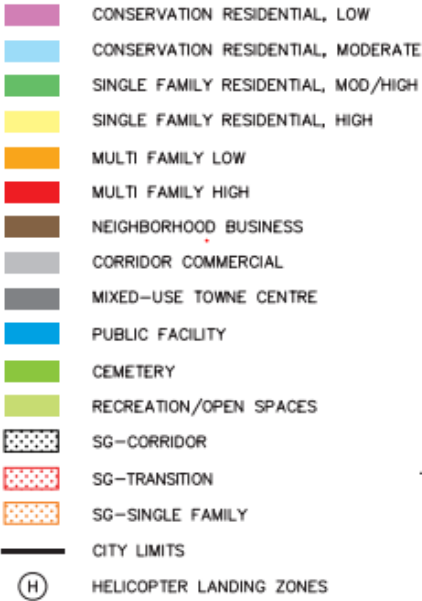 CONSERVATION RESIDENTIAL, LOW
CONSERVATION RESIDENTIAL, MODERATE
SINGLE FAMILY RESIDENTIAL, MOD/HIGH
SINGLE FAMILY RESIDENTIAL, HIGH
MULTI FAMILY LOW
MULTI FAMILY HIGH
NEIGHBORHOOD BUSINESS
CORRIDOR COMMERCIAL
MIXED-USE TOWNE CENTRE
PUBLIC FACILITY
CEMETERY
RECREATION/OPEN SPACES
SG-CORRIDOR
SG-TRANSITION
SG-SINGLE FAMILY
CITY LIMITS
H HELICOPTER LANDING ZONES